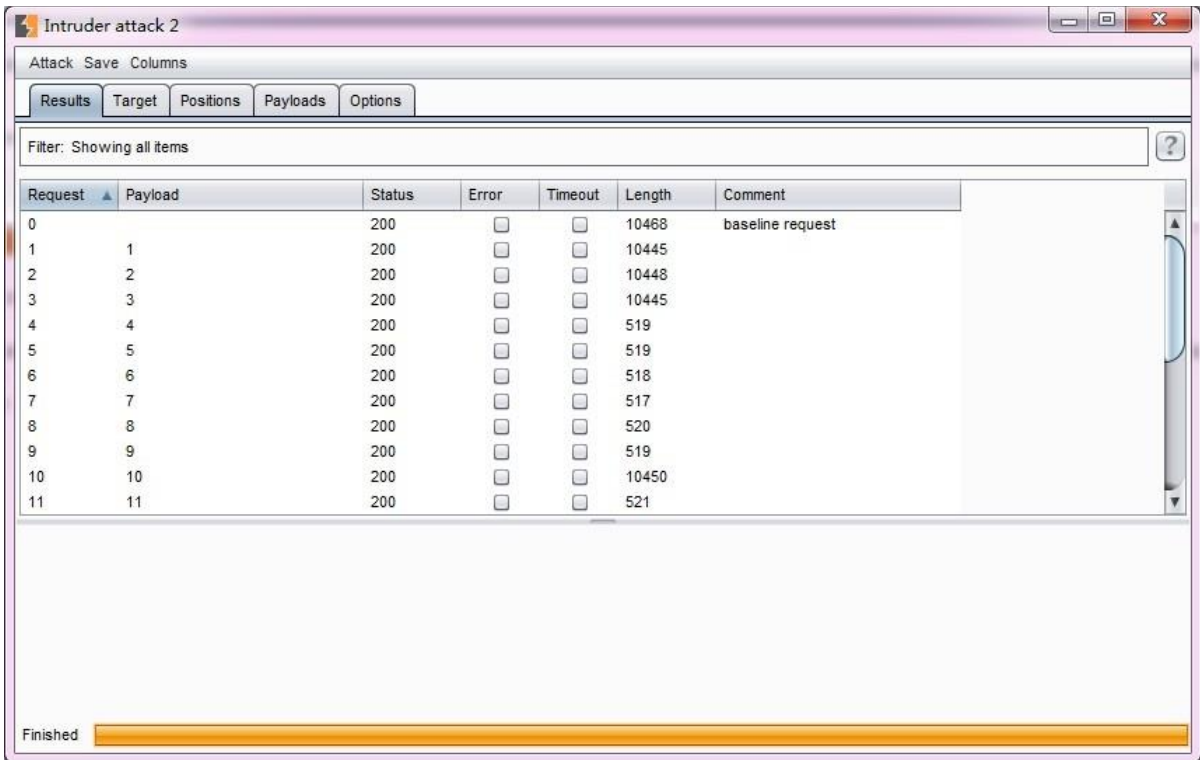 Intruder attack 2
Attack Save Columns
Results Target Positions Payloads Options
Filter: Showing all items ?
Request Payload Status Error Timeout Length Comment
0 200 10468 baseline request
1 1 200 10445
2 2 200 10448
3 3 200 10445
4 4 200 519
5 5 200 519
6 6 200 518
7 7 200 517
8 8 200 520
9 9 200 519
10 10 200 10450
11 11 200 521
Finished